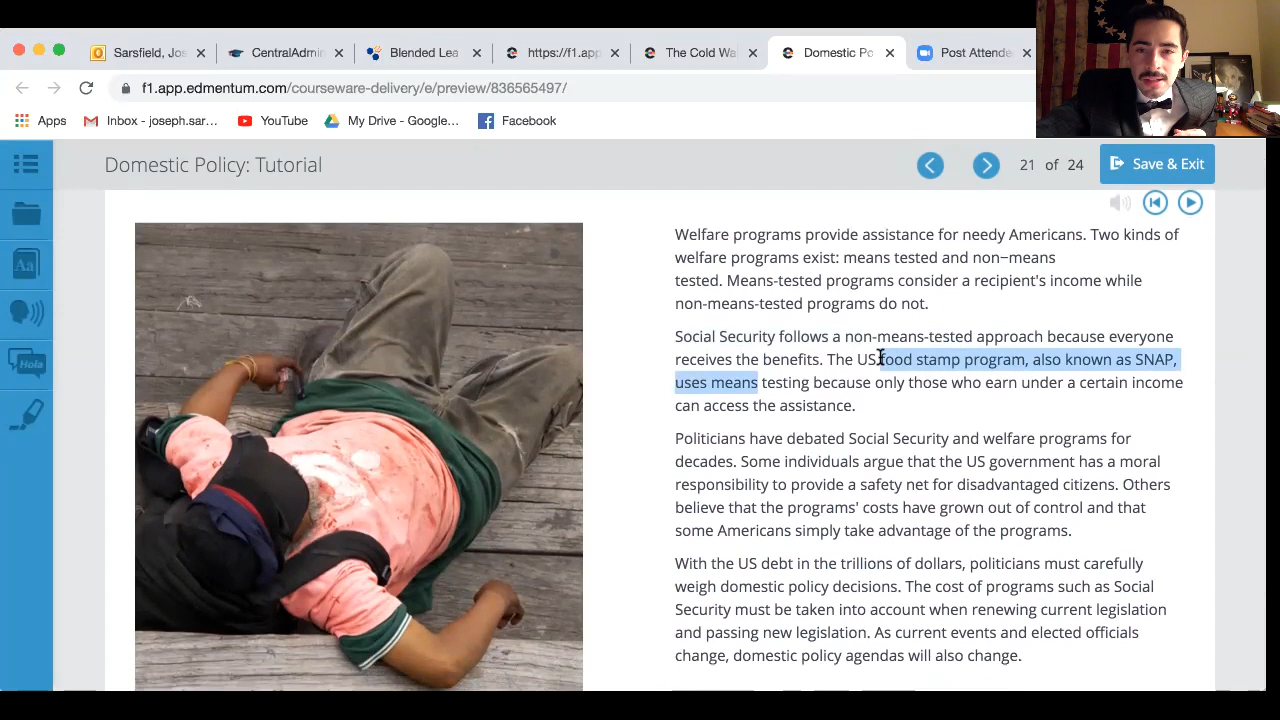 Sarsfield, Jos
CentralAdmin
Blended Lea
https://f1.app
The Cold Wa
Domestic Po
Post Attende
f1.app.edmentum.com/courseware-delivery/e/preview/836565497/
Apps
Inbox - joseph.sar...
YouTube
My Drive - Google...
Facebook
Domestic Policy: Tutorial
21 of 24
Save & Exit
Aa
Hola
Welfare programs provide assistance for needy Americans. Two kinds of
welfare programs exist: means tested and non−means
tested. Means-tested programs consider a recipient's income while
non-means-tested programs do not.
Social Security follows a non-means-tested approach because everyone
receives the benefits. The US food stamp program, also known as SNAP,
uses means testing because only those who earn under a certain income
can access the assistance.
Politicians have debated Social Security and welfare programs for
decades. Some individuals argue that the US government has a moral
responsibility to provide a safety net for disadvantaged citizens. Others
believe that the programs' costs have grown out of control and that
some Americans simply take advantage of the programs.
With the US debt in the trillions of dollars, politicians must carefully
weigh domestic policy decisions. The cost of programs such as Social
Security must be taken into account when renewing current legislation
and passing new legislation. As current events and elected officials
change, domestic policy agendas will also change.